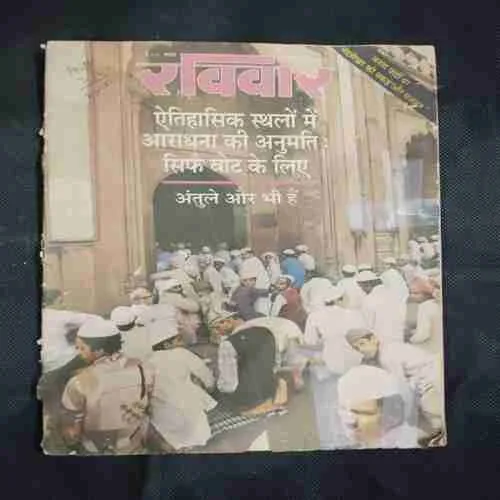 रविवार
ऐतिहासिक स्थलों में
आराधना की अनुमति:
सिर्फ वोट के लिए
अंतुले और भी हैं